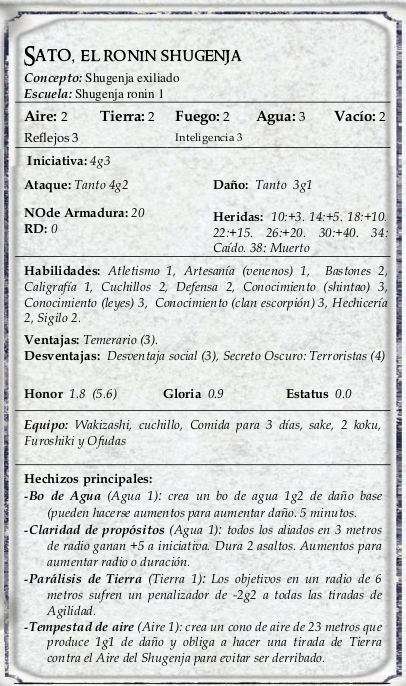 SATO, EL RONIN SHUGENJA
Concepto: Shugenja exiliado
Escuela: Shugenja ronin 1
Aire: 2 Tierra: 2 Fuego: 2 Agua: 3 Vacío: 2
Reflejos 3 Inteligencia 3
Iniciativa: 4g3
Ataque: Tanto 4g2 Daño: Tanto 3g1
NOde Armadura: 20
RD: 0
Heridas: 10:+3. 14:+5. 18:+10.
22:+15. 26:+20. 30:+40. 34:
Caído. 38: Muerto
Habilidades: Atletismo 1, Artesanía (venenos) 1, Bastones 2,
Caligrafía 1, Cuchillos 2, Defensa 2, Conocimiento (shintao) 3,
Conocimiento (leyes) 3, Conocimiento (clan escorpión) 3, Hechicería
2, Sigilo 2.
Ventajas: Temerario (3).
Desventajas: Desventaja social (3), Secreto Oscuro: Terroristas (4)
Honor 1.8 (5.6) Gloria 0.9 Estatus 0.0
Equipo: Wakizashi, cuchillo, Comida para 3 días, sake, 2 koku,
Furoshiki y Ofudas
Hechizos principales:
-Bo de Agua (Agua 1): crea un bo de agua 1g2 de daño base
(pueden hacerse aumentos para aumentar daño. 5 minutos.
-Claridad de propósitos (Agua 1): todos los aliados en 3 metros
de radio ganan +5 a iniciativa. Dura 2 asaltos. Aumentos para
aumentar radio o duración.
-Parálisis de Tierra (Tierra 1): Los objetivos en un radio de 6
metros sufren un penalizador de -2g2 a todas las tiradas de
Agilidad.
-Tempestad de aire (Aire 1): crea un cono de aire de 23 metros que
produce 1g1 de daño y obliga a hacer una tirada de Tierra
contra el Aire del Shugenja para evitar ser derribado.